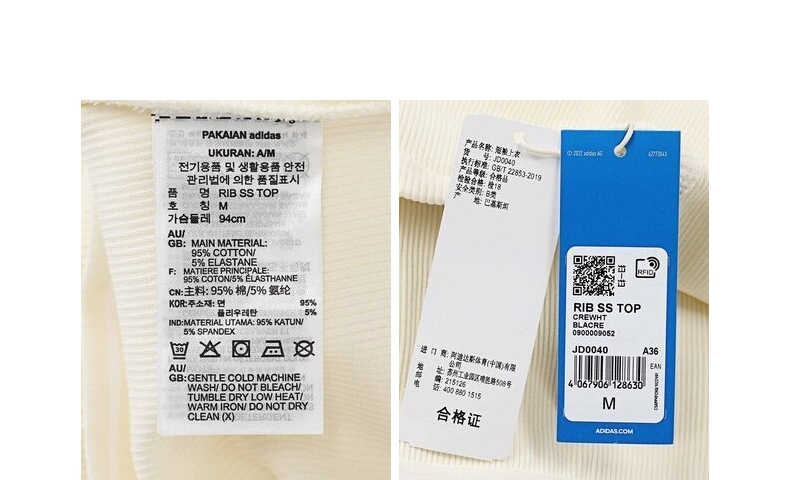 PAKAIAN adidas
UKURAN: A/M
전기용품 및 생활용품 안전
관리법에 의한 품질표시
품 명 RIB SS TOP
호 칭 M
가슴둘레 94cm
AU/
GB: MAIN MATERIAL:
95% COTTON/
5% ELASTANE
F: MATIERE PRINCIPALE:
95% COTON/5% ÉLASTHANNE
CN: 主料: 95% 棉/5% 氨纶
KOR: 주소재: 면 95%
폴리우레탄 5%
IND: MATERIAL UTAMA: 95% KATUN/
5% SPANDEX
30
AU/
GB: GENTLE COLD MACHINE
WASH/ DO NOT BLEACH/
TUMBLE DRY LOW HEAT/
WARM IRON/ DO NOT DRY
CLEAN (X)
产品名称: 短袖上衣
货 号: JD0040
执行标准: GB/T 22853-2019
产品等级: 合格品
检验合格: 检18
安全类别: B类
产 地: 巴基斯坦
进 口 商: 阿迪达斯体育(中国)有限
公司
地 址: 苏州工业园区唯胜路508号
邮 编: 215126
电 话: 400 880 1515
合格证
© 2023 adidas AG
62773043
RFID
RIB SS TOP
CREWHT
BLACRE
0900009052
JD0040 A36
EAN
4 067906 128630
M
ADIDAS.COM